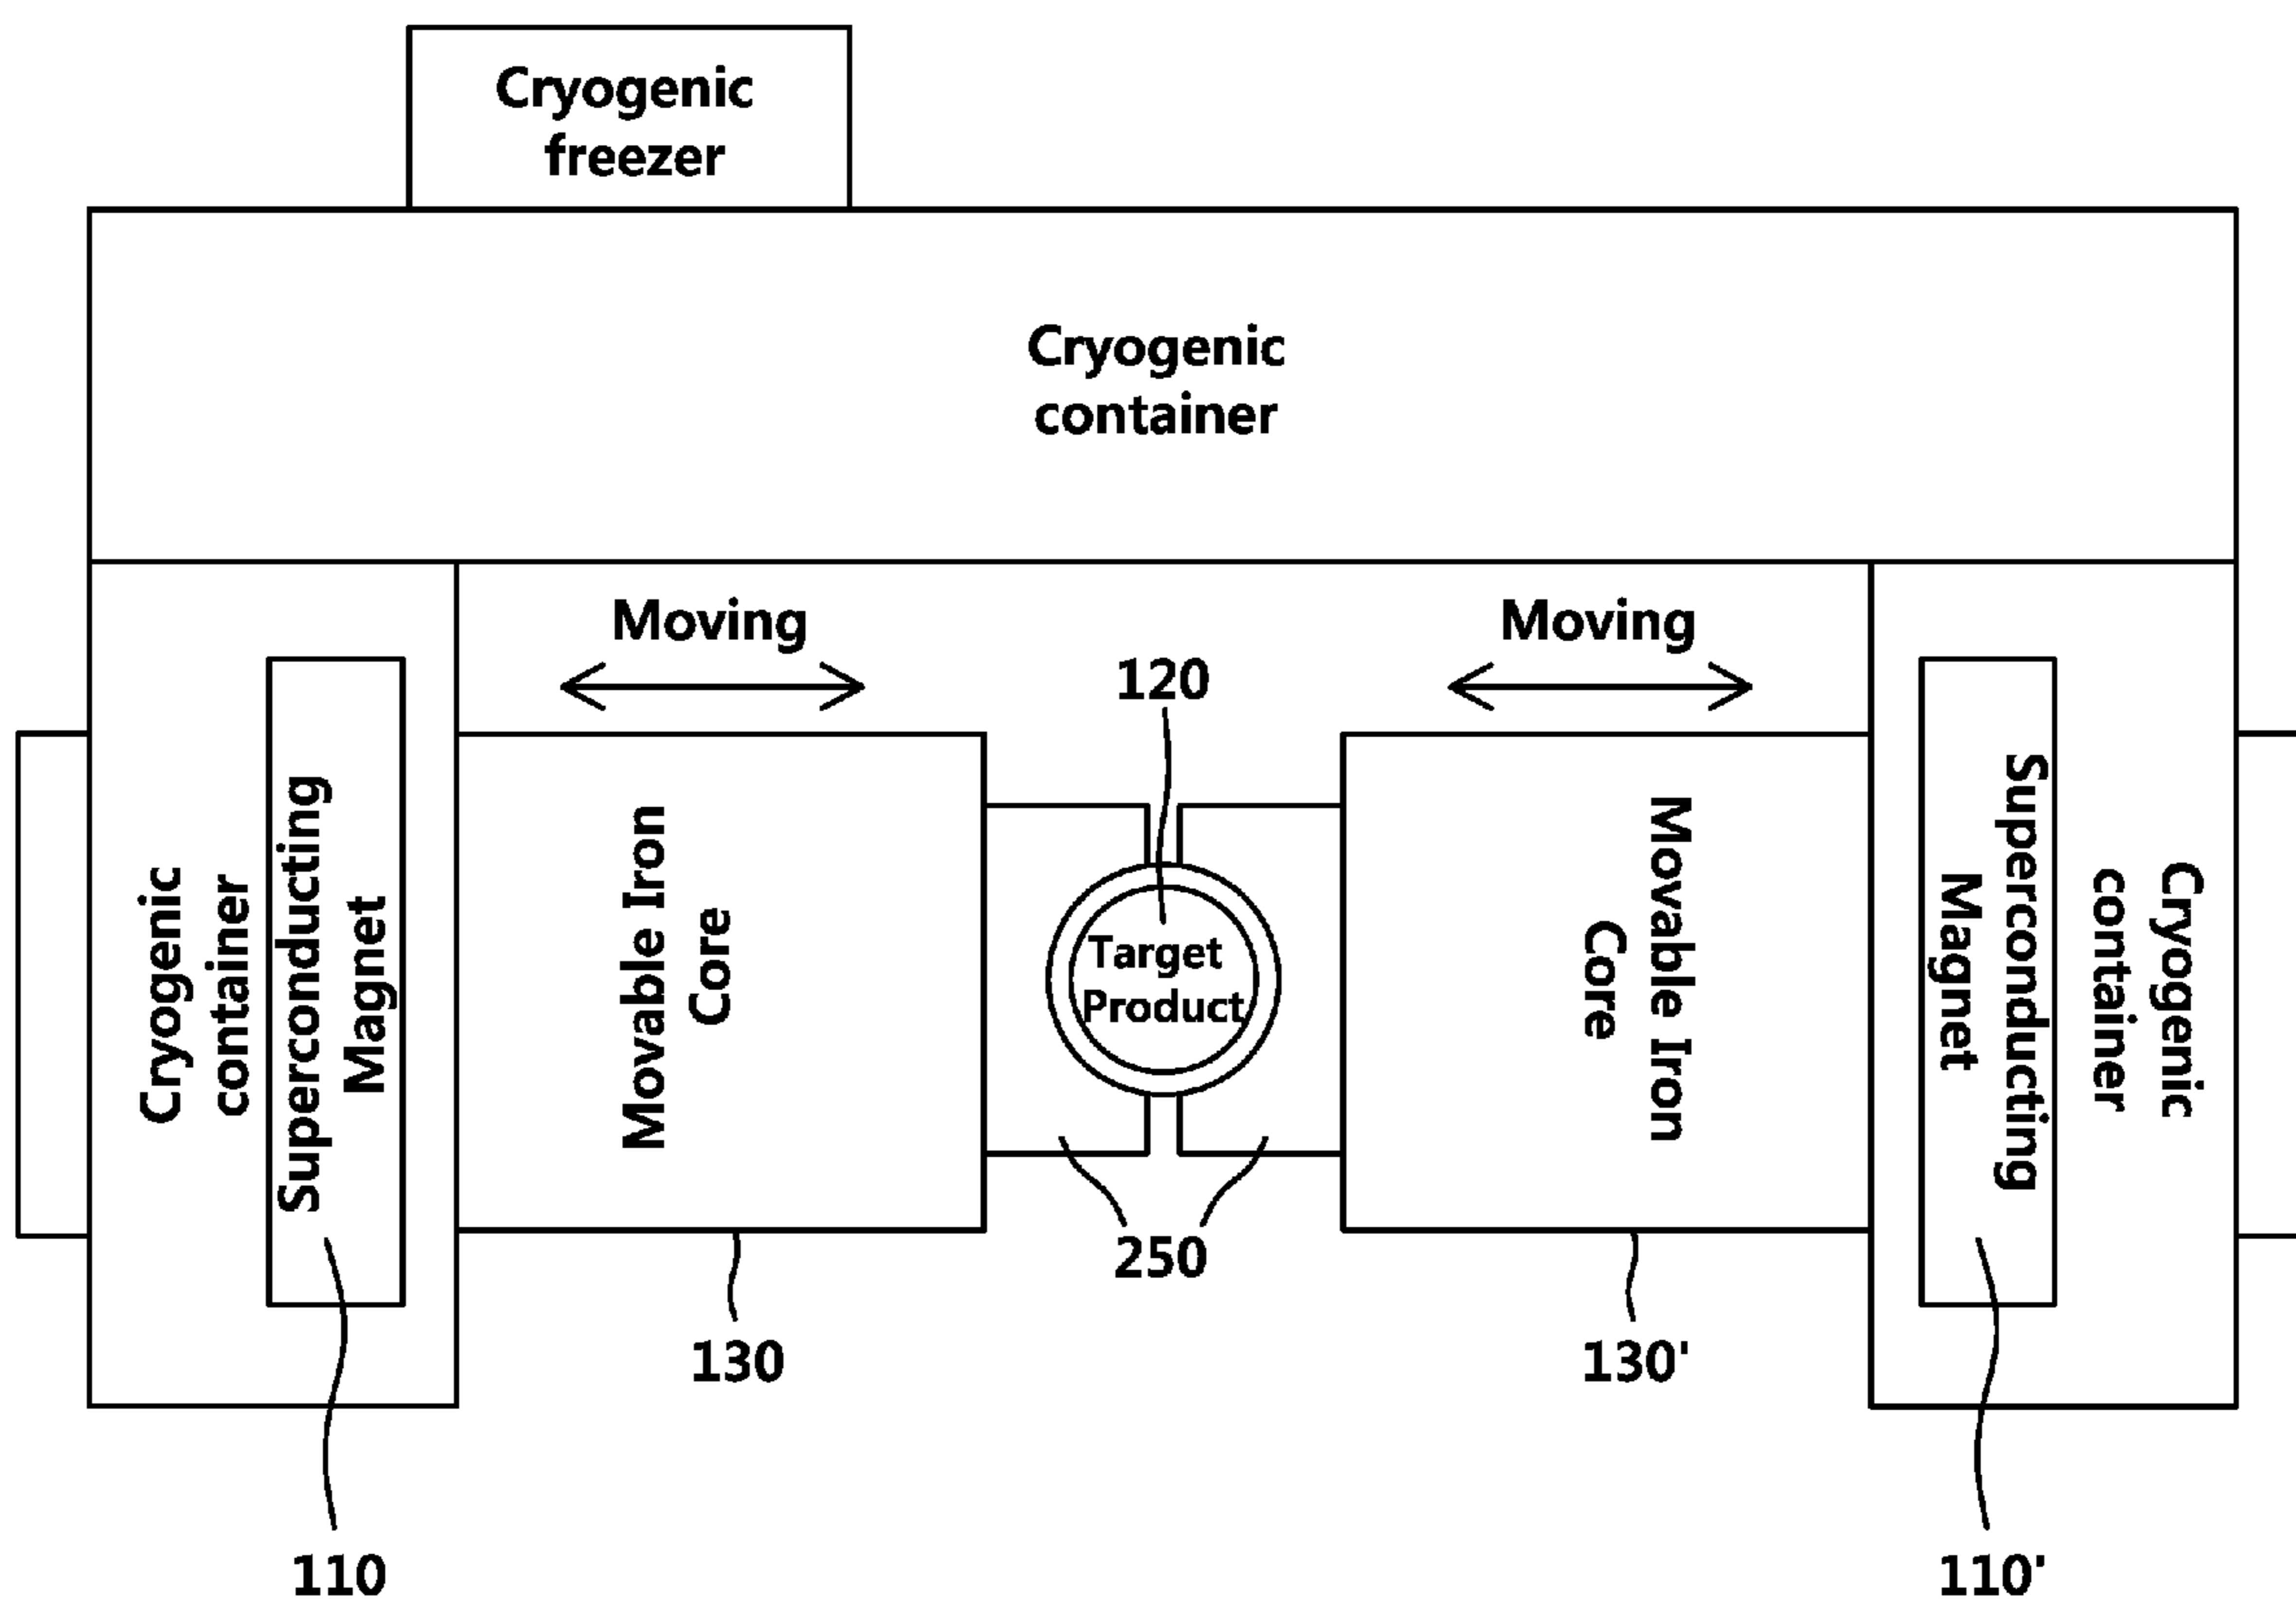 Cryogenic
freezer
Cryogenic
container
Moving
Moving
120
Cryogenic
container
Superconducting
Magnet
Movable Iron
Core
Target
Product
Movable Iron
Core
Superconducting
Magnet
Cryogenic
container
250
130
130'
110
110'